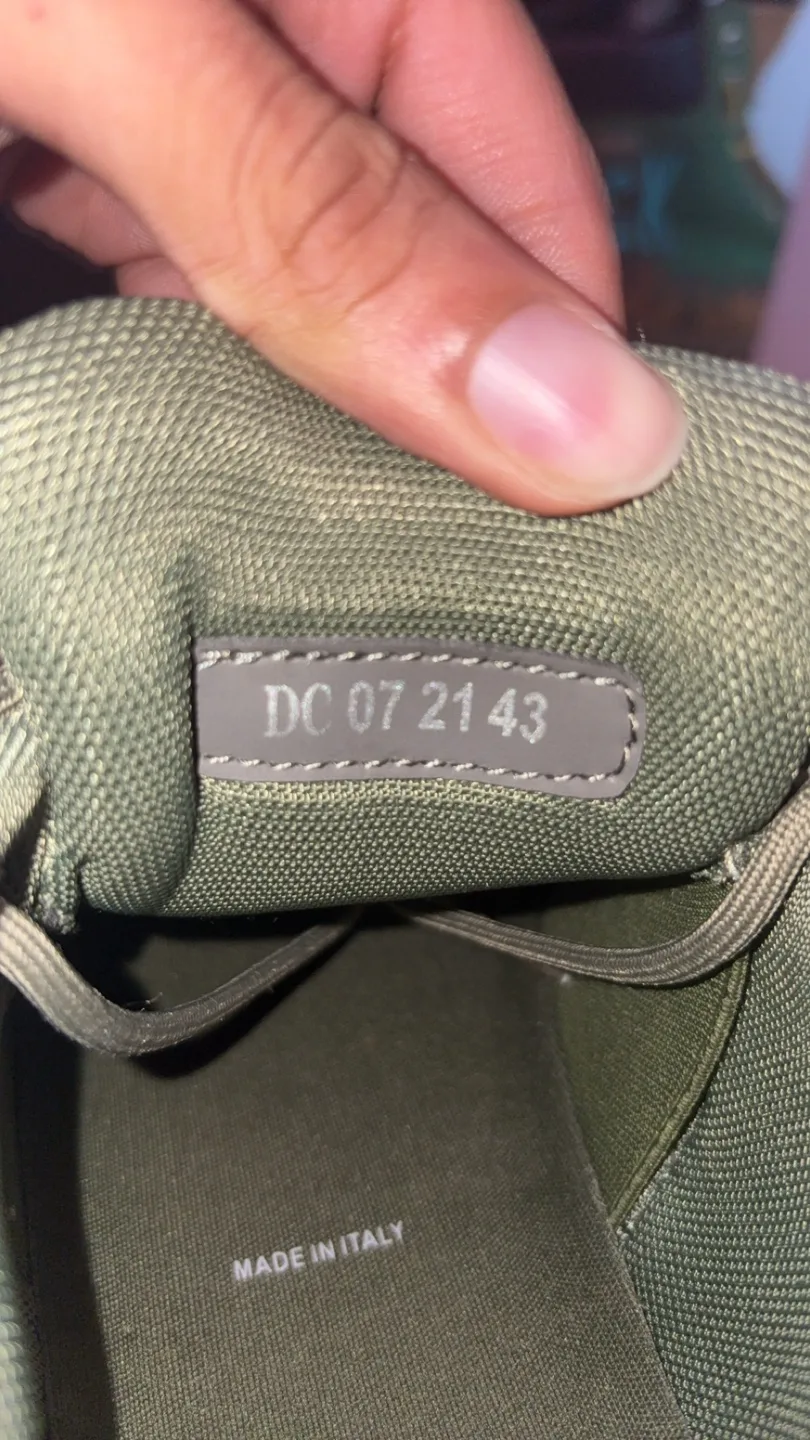 DC 07 21 43
MADE IN ITALY